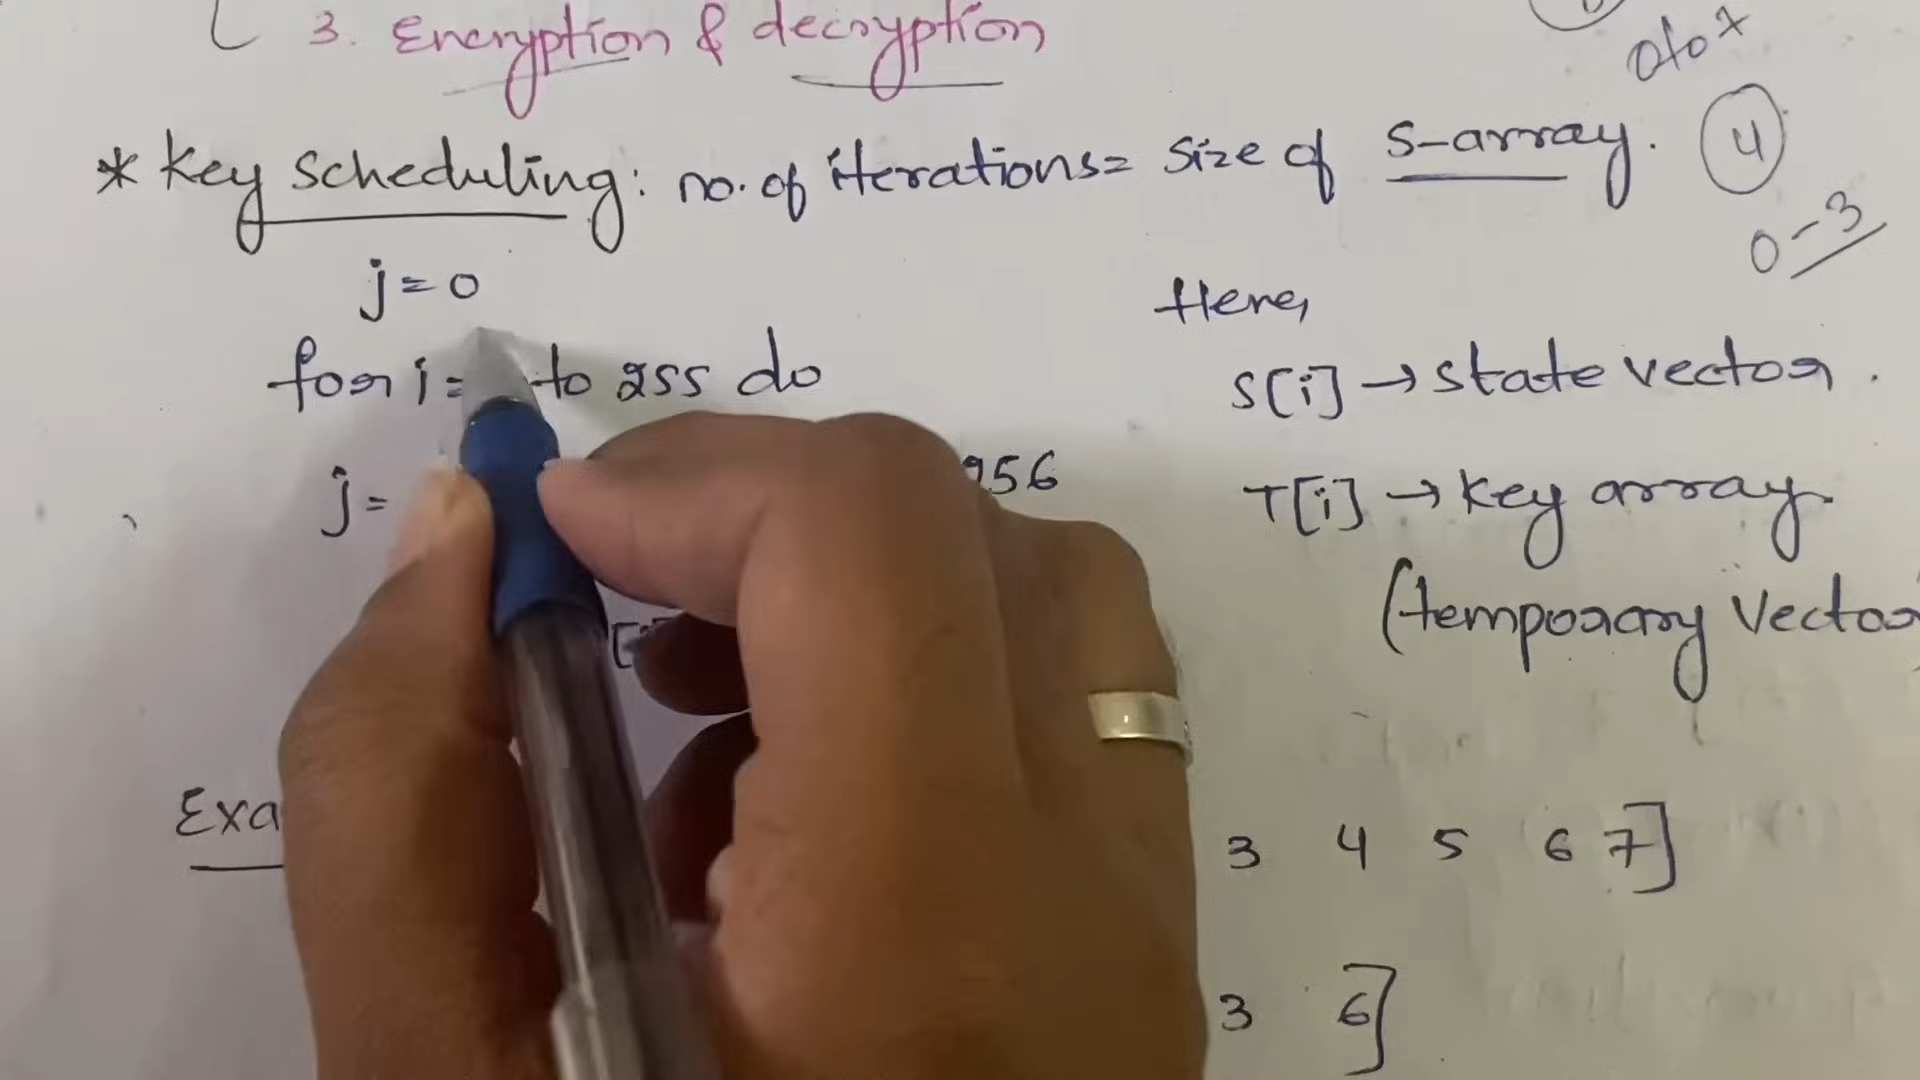 3. Encryption & decryption
0 to 7
* Key scheduling: no. of iterations = size of s-array. 4
0-3
j = 0
Here,
for i = to 255 do
S[i] → state vector.
j = 256
T[i] → key array
(temporary vector
[i]
Exa
3 4 5 6 7]
3 6]